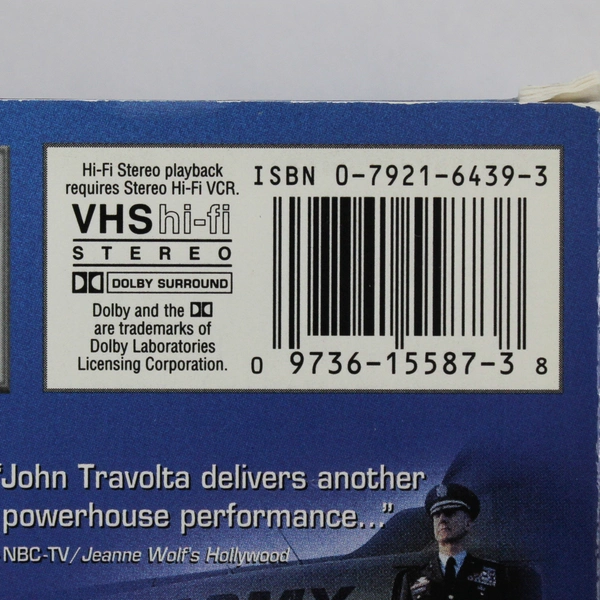 Hi-Fi Stereo playback
requires Stereo Hi-Fi VCR.
VHS hi-fi
STEREO
DOLBY SURROUND
Dolby and the
are trademarks of
Dolby Laboratories
Licensing Corporation.
ISBN 0-7921-6439-3
0 9736-15587-3 8
"John Travolta delivers another
powerhouse performance..."
NBC-TV/Jeanne Wolf's Hollywood
ARMY